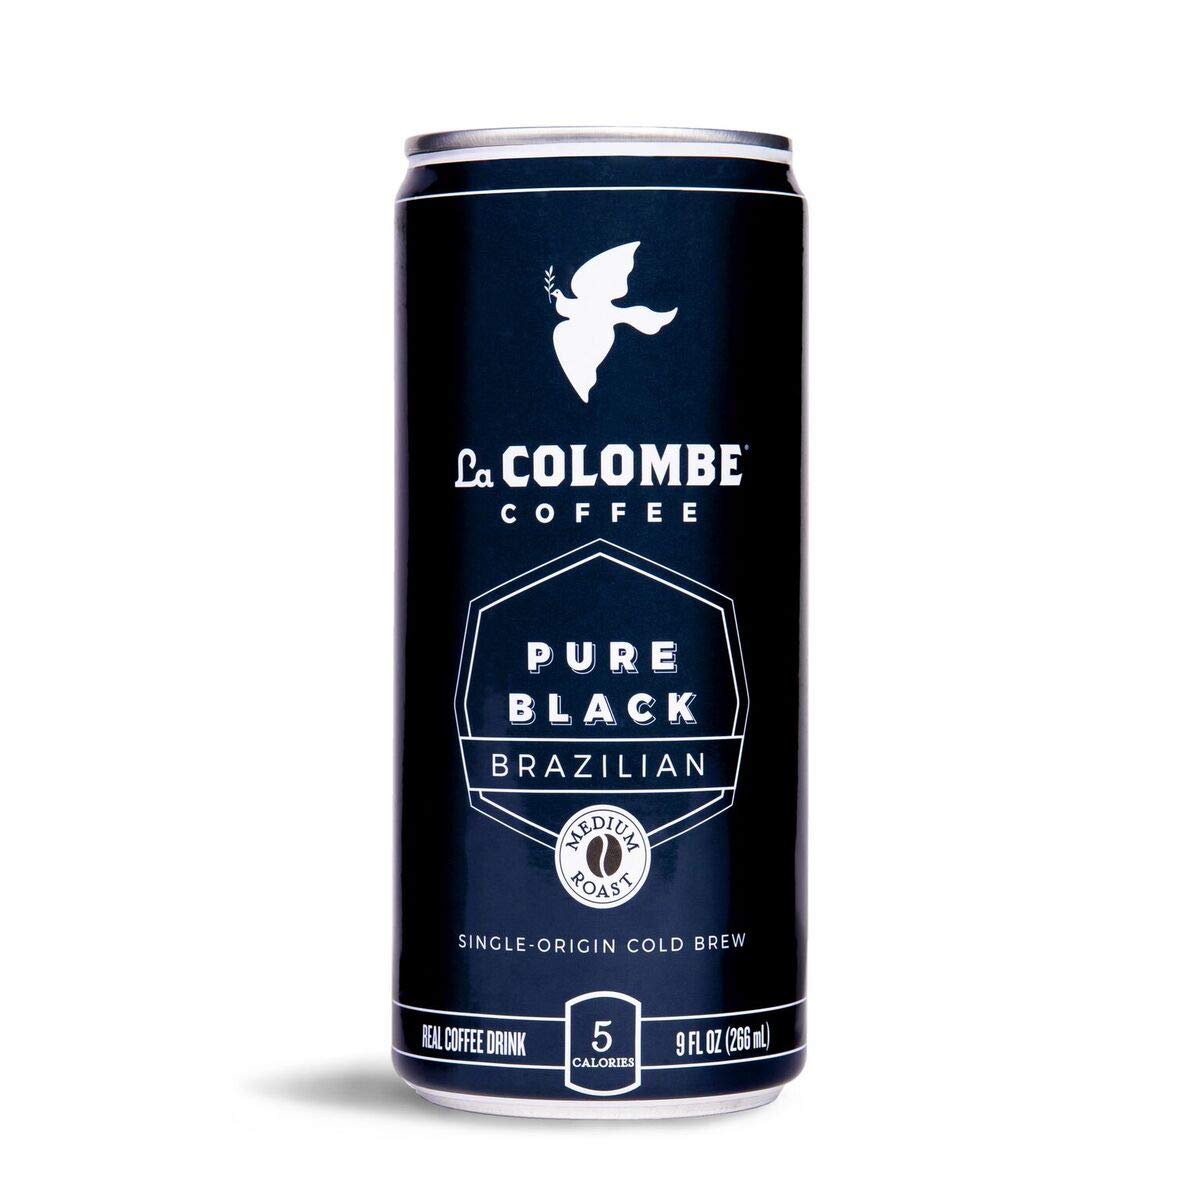 La COLOMBE®
COFFEE
PURE
BLACK
BRAZILIAN
MEDIUM
ROAST
SINGLE-ORIGIN COLD BREW
REAL COFFEE DRINK
5
CALORIES
9 FL OZ (266 mL)